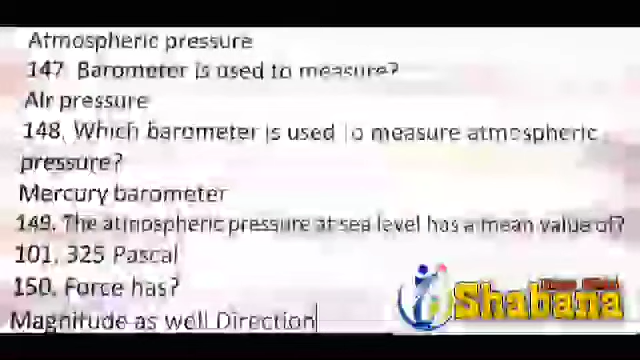 Atmospheric pressure
147. Barometer is used to measure?
Air pressure
148. Which barometer is used to measure atmospheric
pressure?
Mercury barometer
149. The atmospheric pressure at sea level has a mean value of?
101, 325 Pascal
150. Force has?
Shabana
Magnitude as well Direction